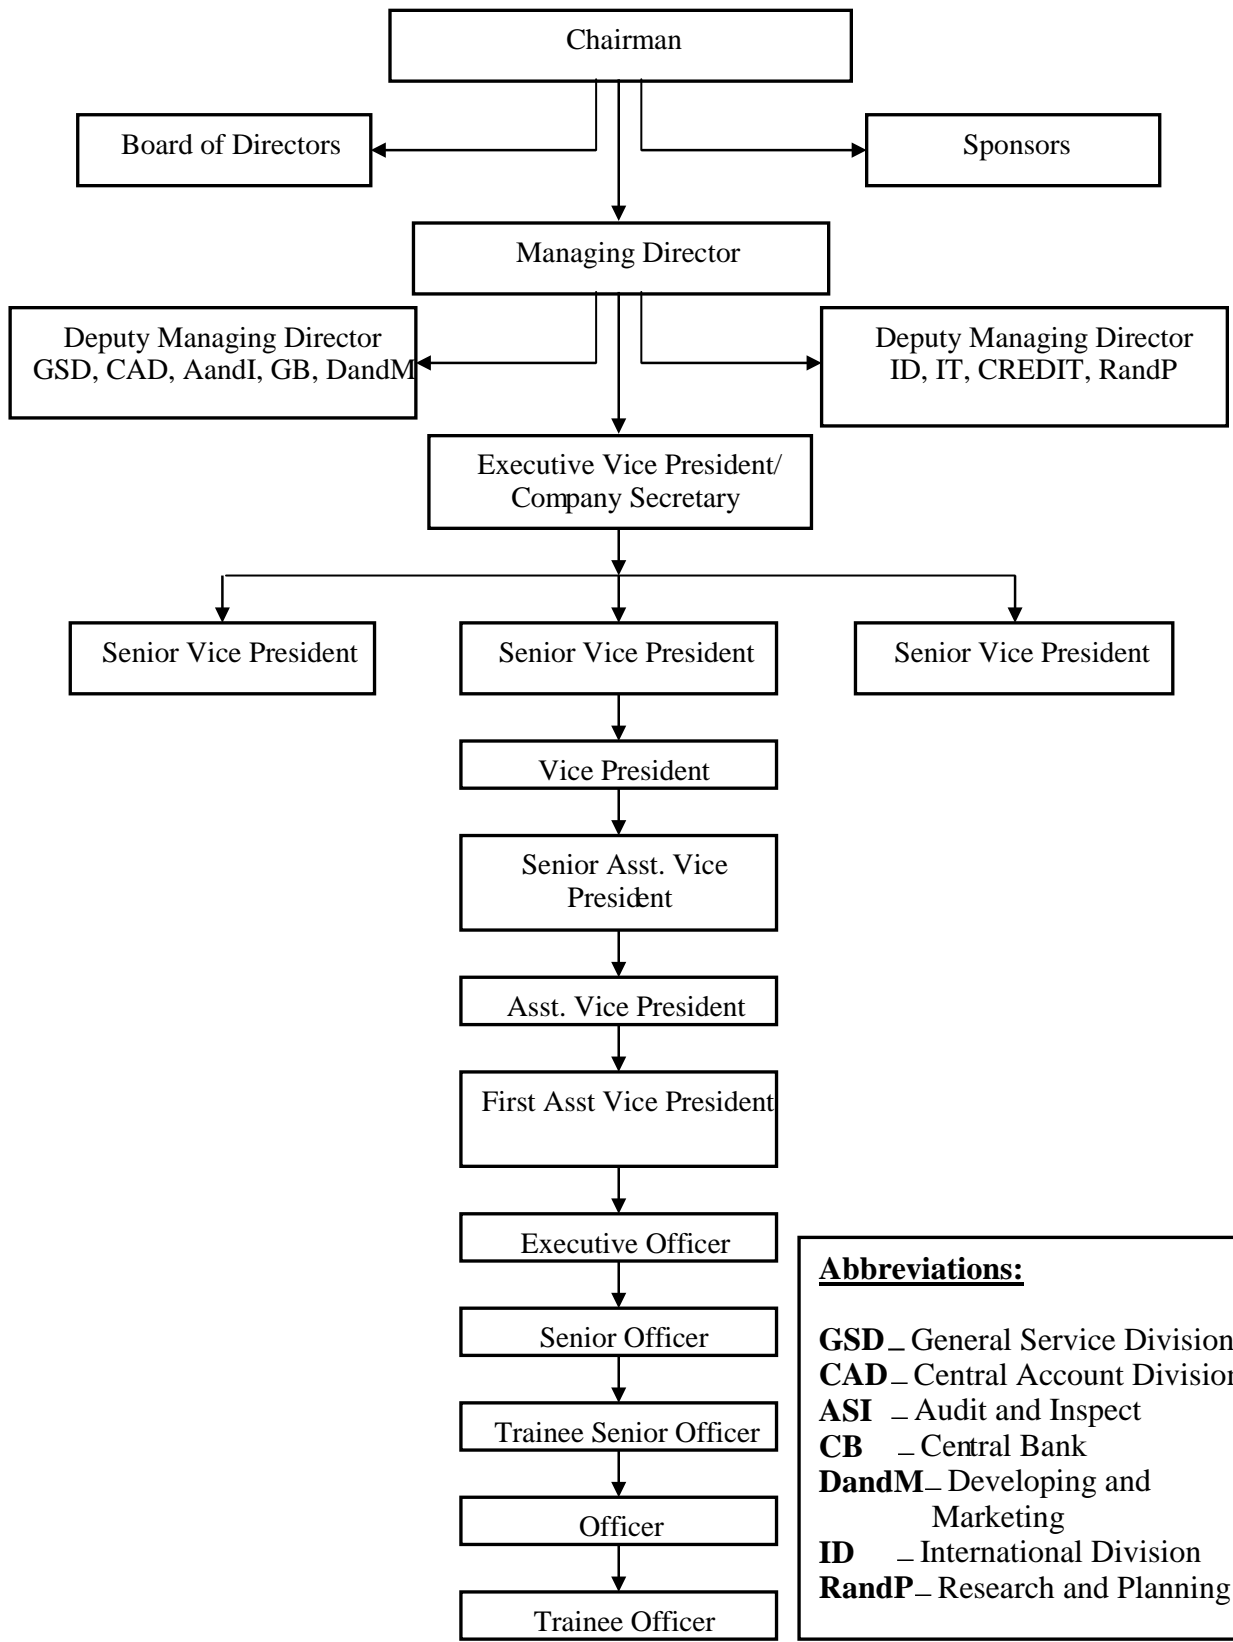 Chairman
Board of Directors
Sponsors
Managing Director
Deputy Managing Director
GSD, CAD, AandI, GB, DandM
Deputy Managing Director
ID, IT, CREDIT, RandP
Executive Vice President/
Company Secretary
Senior Vice President
Senior Vice President
Senior Vice President
Vice President
Senior Asst. Vice
President
Asst. Vice President
First Asst Vice President
Executive Officer
Senior Officer
Trainee Senior Officer
Officer
Trainee Officer
Abbreviations:
GSD – General Service Division
CAD – Central Account Division
ASI – Audit and Inspect
CB – Central Bank
DandM – Developing and
Marketing
ID – International Division
RandP – Research and Planning